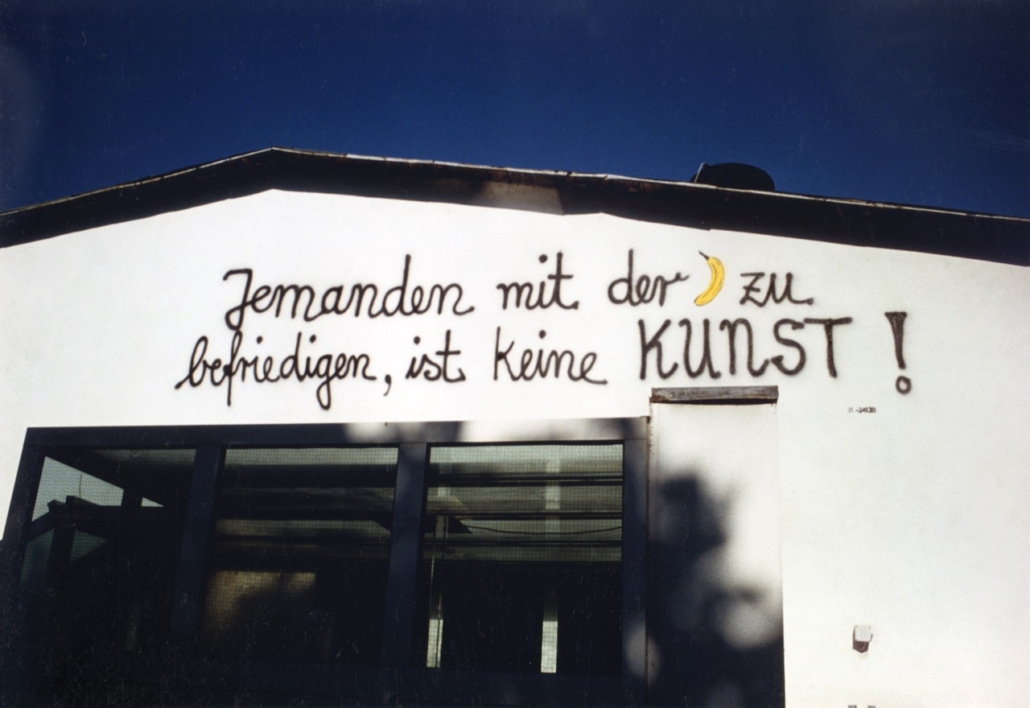 Jemanden mit der zu
befriedigen, ist keine KUNST!